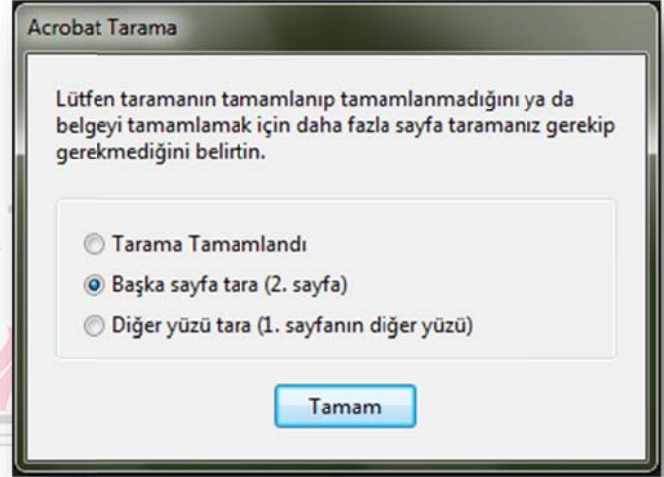 Acrobat Tarama
Lütfen taramanın tamamlanıp tamamlanmadığını ya da
belgeyi tamamlamak için daha fazla sayfa taramanız gerekip
gerekmediğini belirtin.
Tarama Tamamlandı
Başka sayfa tara (2. sayfa)
Diğer yüzü tara (1. sayfanın diğer yüzü)
Tamam